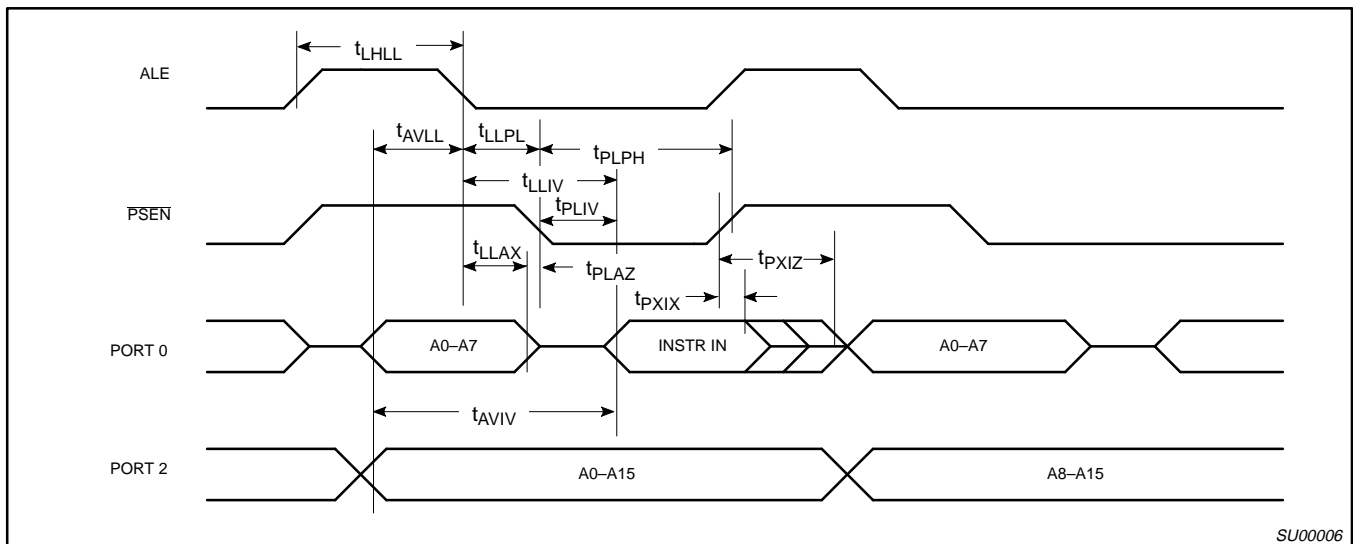 tLHLL
ALE
tAVLL tLLPL
tPLPH
tLLIV
PSEN tPLIV
tLLAX
tPLAZ tPXIZ
tPXIX
PORT 0 A0–A7 INSTR IN A0–A7
tAVIV
PORT 2 A0–A15 A8–A15
SU00006